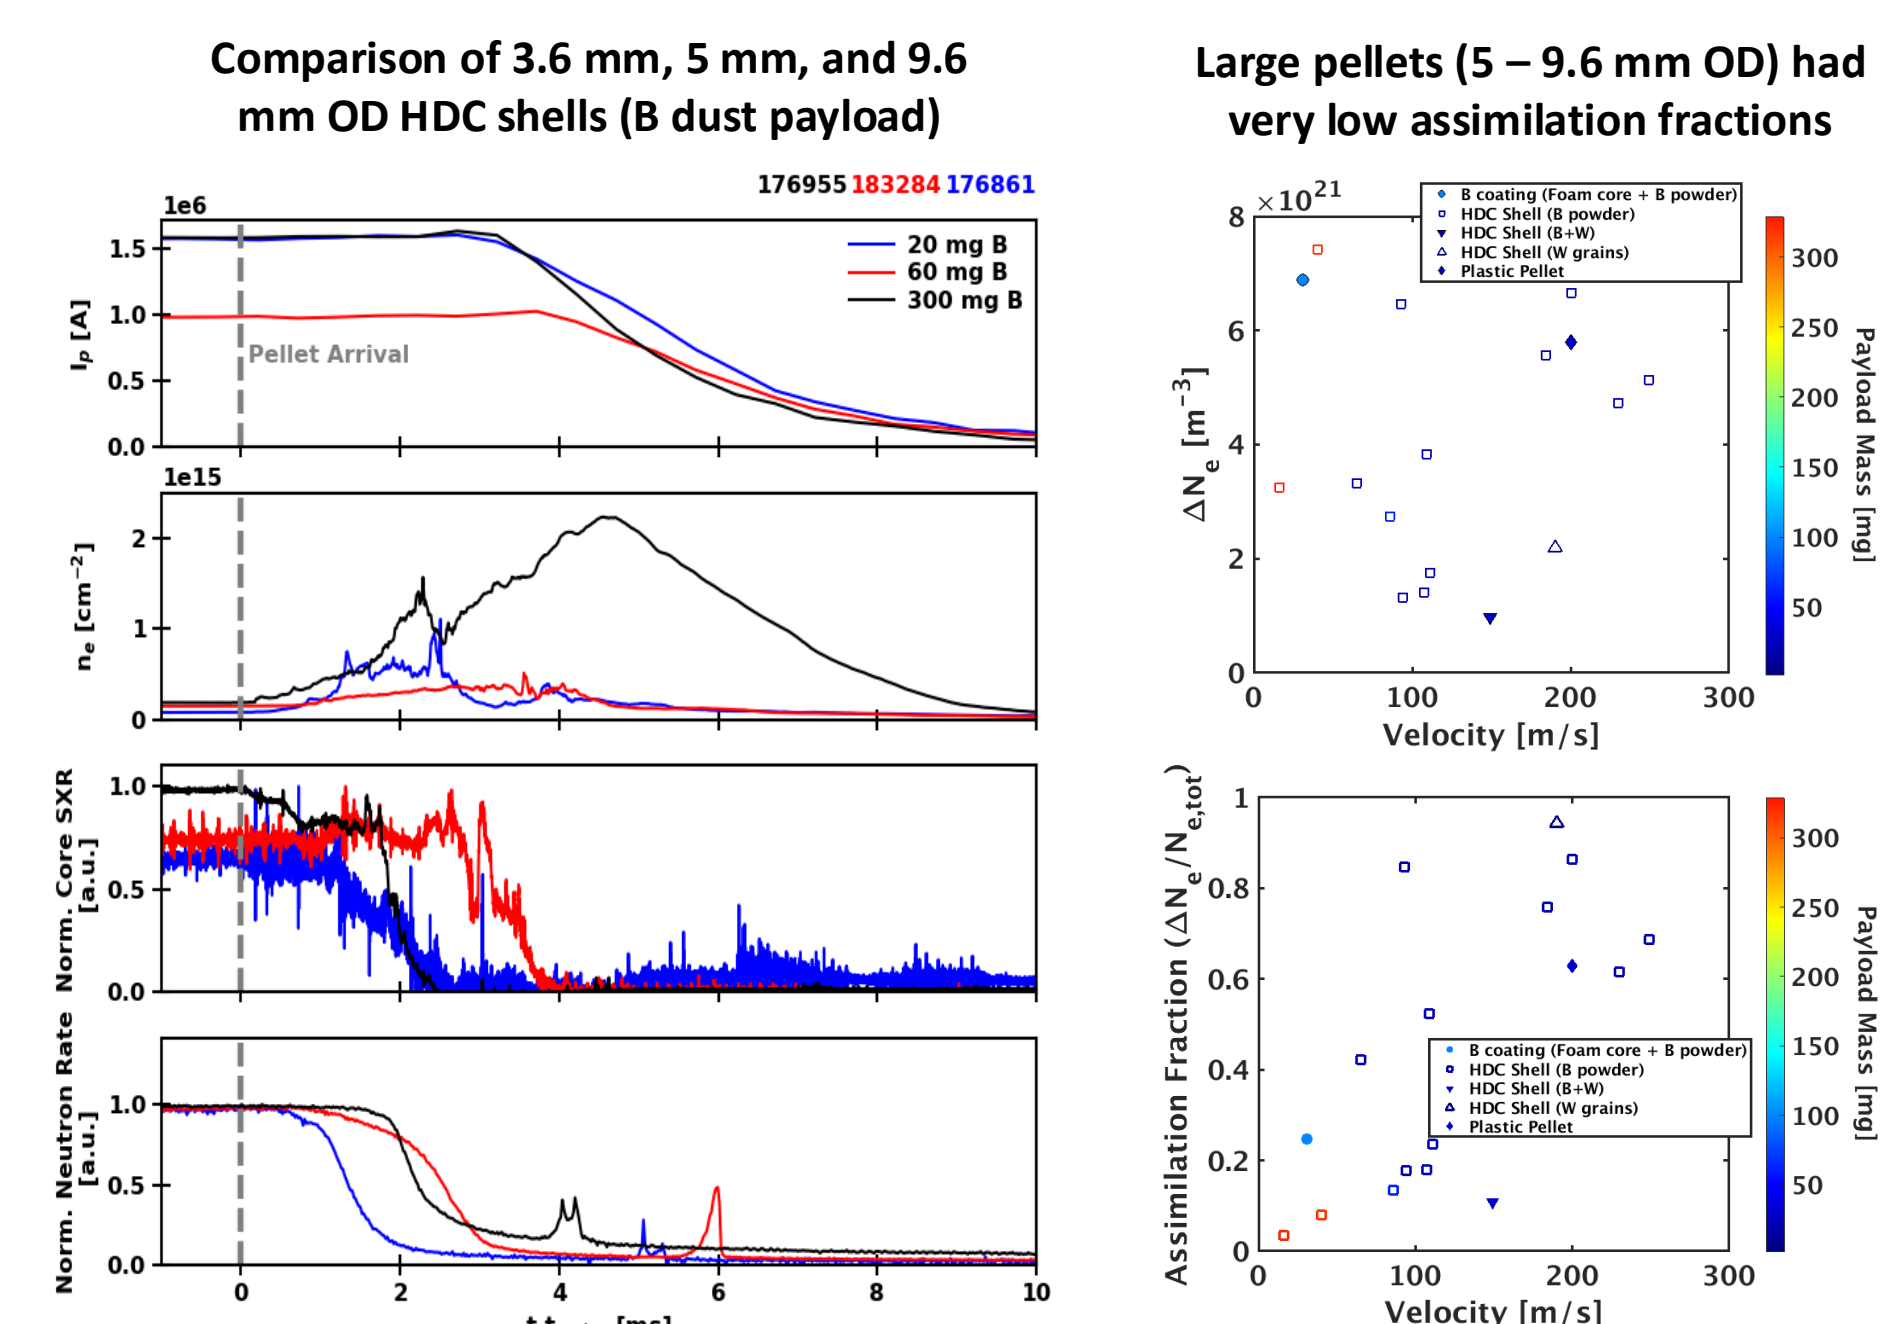 Comparison of 3.6 mm, 5 mm, and 9.6
mm OD HDC shells (B dust payload)
176955 183284 176861
1e6
Iₚ [A]
1.5
1.0
0.5
0.0
20 mg B
60 mg B
300 mg B
Pellet Arrival
1e15
nₑ [cm⁻²]
2
1
0
Norm. Core SXR
[a.u.]
1.0
0.5
0.0
Norm. Neutron Rate
[a.u.]
1.0
0.5
0.0
0 2 4 6 8 10
[ms]
Large pellets (5 – 9.6 mm OD) had
very low assimilation fractions
×10²¹
ΔNₑ [m⁻³]
8
6
4
2
0
B coating (Foam core + B powder)
HDC Shell (B powder)
HDC Shell (B+W)
HDC Shell (W grains)
Plastic Pellet
0 100 200 300
Velocity [m/s]
300
250
200
150
100
50
Payload Mass [mg]
Assimilation Fraction (ΔNₑ/Nₑ,tot)
1
0.8
0.6
0.4
0.2
0
B coating (Foam core + B powder)
HDC Shell (B powder)
HDC Shell (B+W)
HDC Shell (W grains)
Plastic Pellet
0 100 200 300
Velocity [m/s]
300
250
200
150
100
50
Payload Mass [mg]